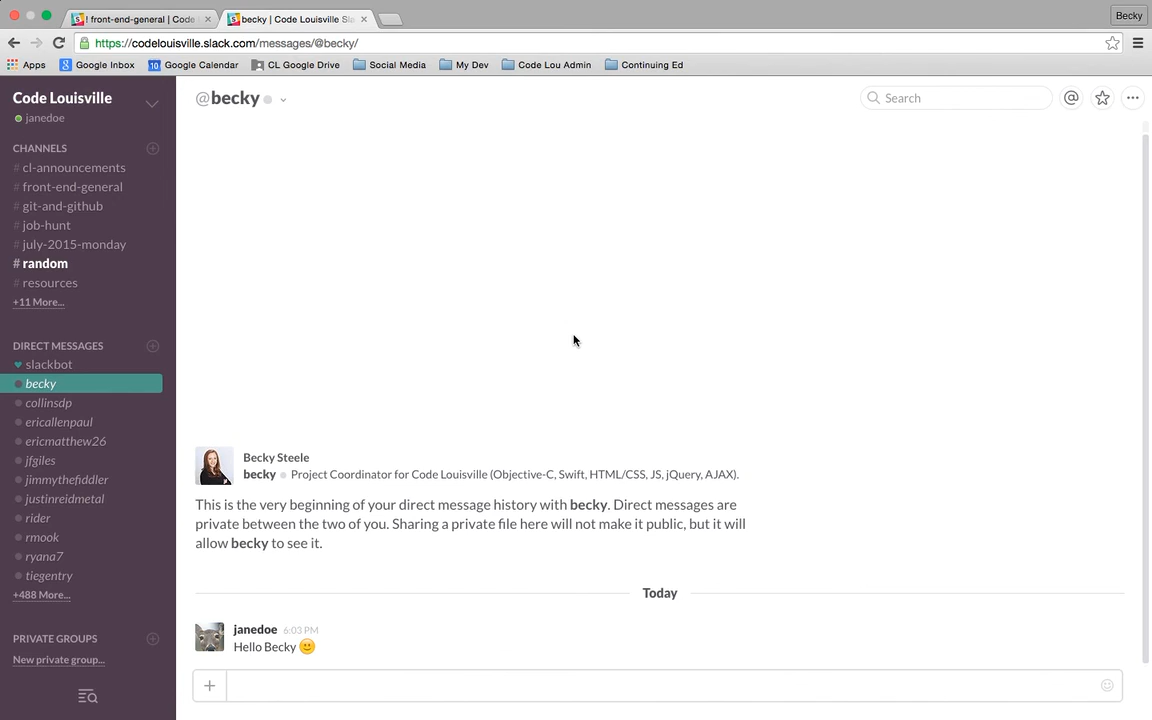 ! front-end-general | Code
becky | Code Louisville Sla
Becky
https://codelouisville.slack.com/messages/@becky/
Apps Google Inbox 10 Google Calendar CL Google Drive Social Media My Dev Code Lou Admin Continuing Ed
Code Louisville
janedoe
CHANNELS
# cl-announcements
# front-end-general
# git-and-github
# job-hunt
# july-2015-monday
# random
# resources
+11 More...
DIRECT MESSAGES
slackbot
becky
collinsdp
ericallenpaul
ericmatthew26
jfgiles
jimmythefiddler
justinreidmetal
rider
rmook
ryana7
tiegentry
+488 More...
PRIVATE GROUPS
New private group...
@becky
Search
Becky Steele
becky Project Coordinator for Code Louisville (Objective-C, Swift, HTML/CSS, JS, jQuery, AJAX).
This is the very beginning of your direct message history with becky. Direct messages are
private between the two of you. Sharing a private file here will not make it public, but it will
allow becky to see it.
Today
janedoe 6:03 PM
Hello Becky 🙂